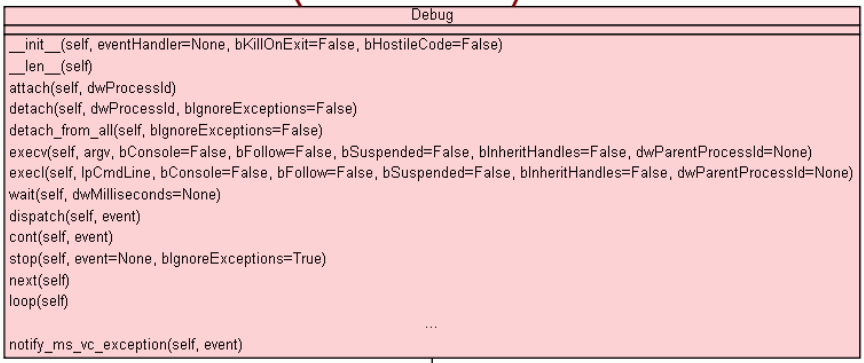 Debug
__init__(self, eventHandler=None, bKillOnExit=False, bHostileCode=False)
__len__(self)
attach(self, dwProcessId)
detach(self, dwProcessId, bIgnoreExceptions=False)
detach_from_all(self, bIgnoreExceptions=False)
execv(self, argv, bConsole=False, bFollow=False, bSuspended=False, bInheritHandles=False, dwParentProcessId=None)
execl(self, lpCmdLine, bConsole=False, bFollow=False, bSuspended=False, bInheritHandles=False, dwParentProcessId=None)
wait(self, dwMilliseconds=None)
dispatch(self, event)
cont(self, event)
stop(self, event=None, bIgnoreExceptions=True)
next(self)
loop(self)
...
notify_ms_vc_exception(self, event)